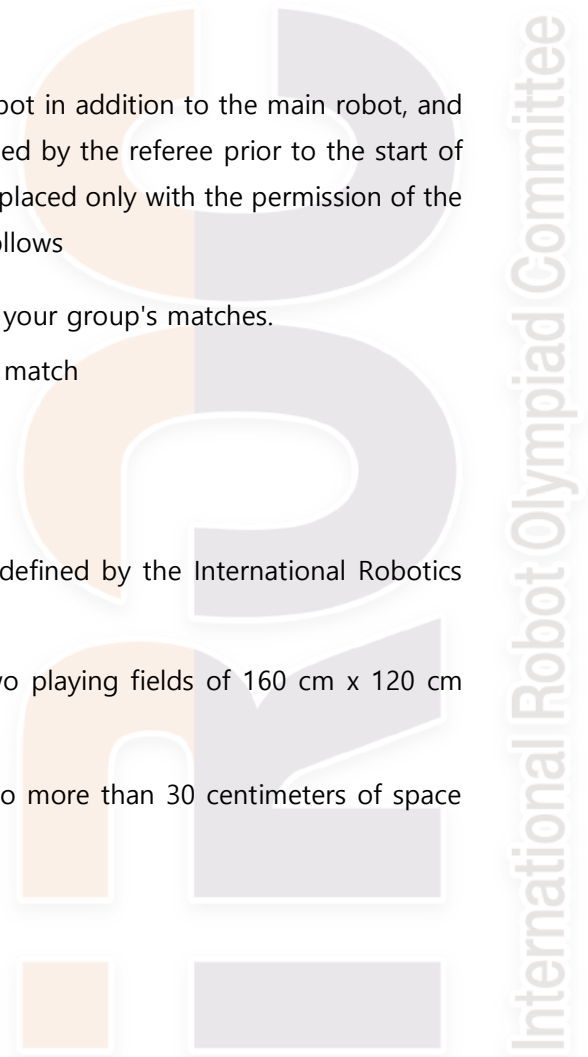 bot in addition to the main robot, and
ed by the referee prior to the start of
placed only with the permission of the
ollows
your group's matches.
match
defined by the International Robotics
wo playing fields of 160 cm x 120 cm
o more than 30 centimeters of space
International Robot Olympiad Committee
iROC